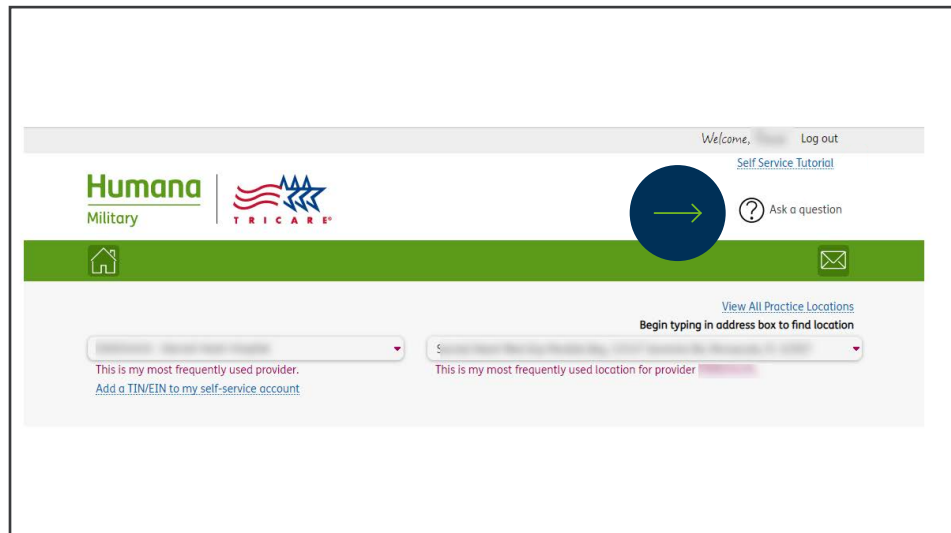 Welcome, Log out
Self Service Tutorial
Humana
Military
TRICARE®
Ask a question
View All Practice Locations
Begin typing in address box to find location
This is my most frequently used provider.
This is my most frequently used location for provider
Add a TIN/EIN to my self-service account